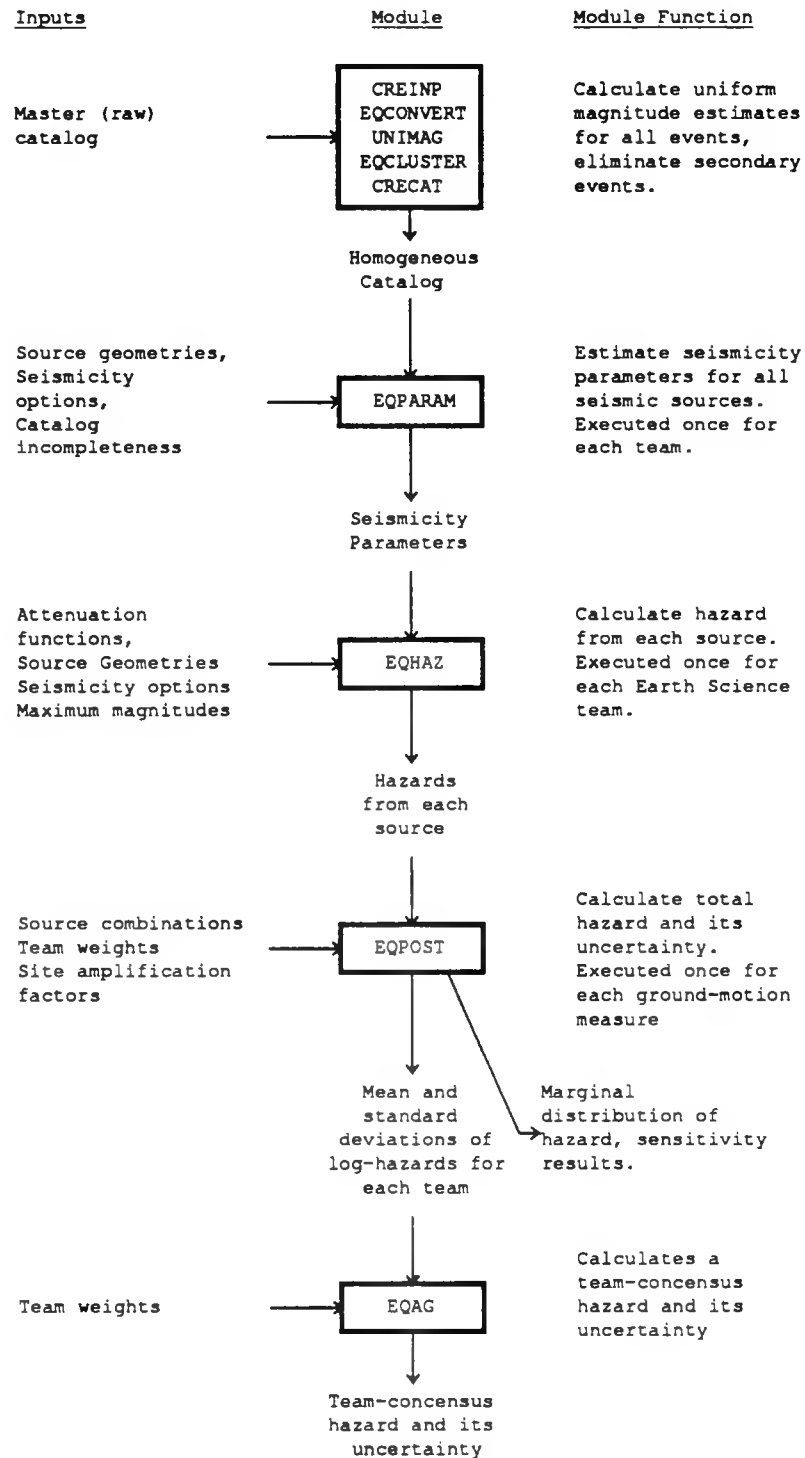 Inputs
Module
Module Function
Master (raw)
catalog
CREINP
EQCONVERT
UNIMAG
EQCLUSTER
CRECAT
Calculate uniform
magnitude estimates
for all events,
eliminate secondary
events.
Homogeneous
Catalog
Source geometries,
Seismicity
options,
Catalog
incompleteness
EQPARAM
Estimate seismicity
parameters for all
seismic sources.
Executed once for
each team.
Seismicity
Parameters
Attenuation
functions,
Source Geometries
Seismicity options
Maximum magnitudes
EQHAZ
Calculate hazard
from each source.
Executed once for
each Earth Science
team.
Hazards
from each
source
Source combinations
Team weights
Site amplification
factors
EQPOST
Calculate total
hazard and its
uncertainty.
Executed once for
each ground-motion
measure
Mean and
standard
deviations of
log-hazards for
each team
Marginal
distribution of
hazard, sensitivity
results.
Team weights
EQAG
Calculates a
team-concensus
hazard and its
uncertainty
Team-concensus
hazard and its
uncertainty